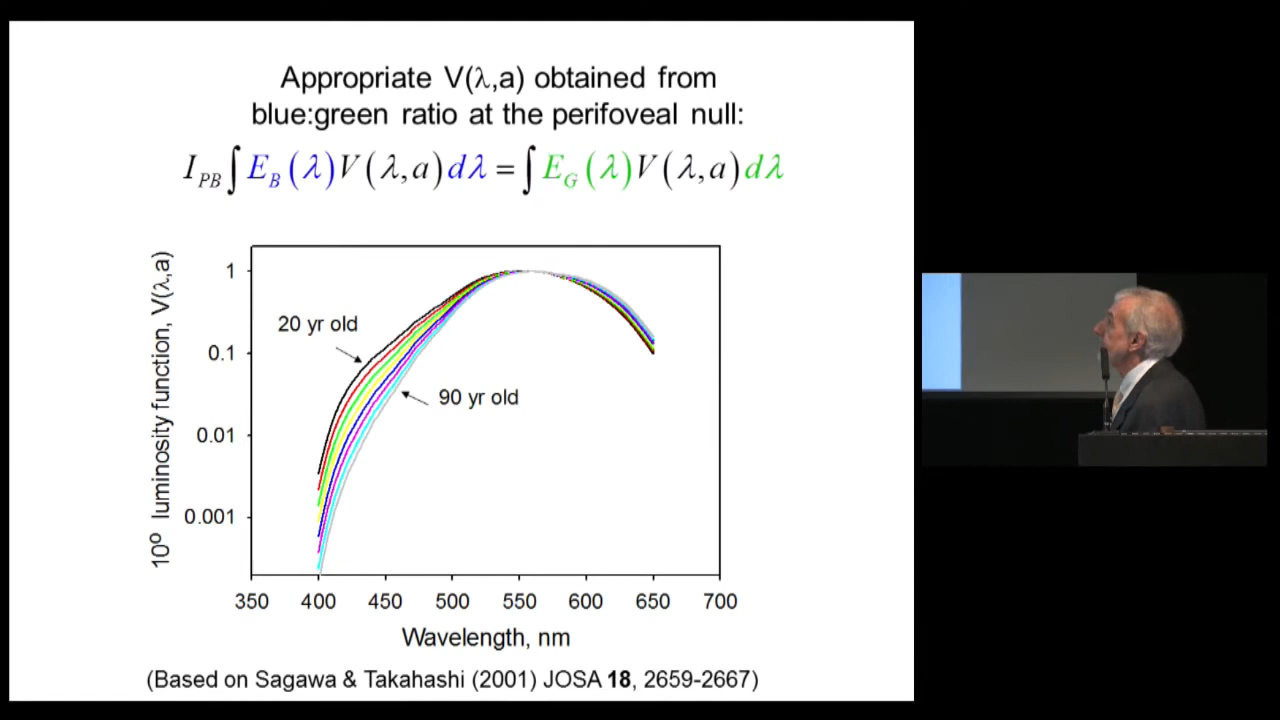 Appropriate V(λ,a) obtained from
blue:green ratio at the perifoveal null:
I_PB ∫ E_B(λ)V(λ,a)dλ = ∫ E_G(λ)V(λ,a)dλ
10º luminosity function, V(λ,a)
1
0.1
0.01
0.001
20 yr old
90 yr old
350 400 450 500 550 600 650 700
Wavelength, nm
(Based on Sagawa & Takahashi (2001) JOSA 18, 2659-2667)